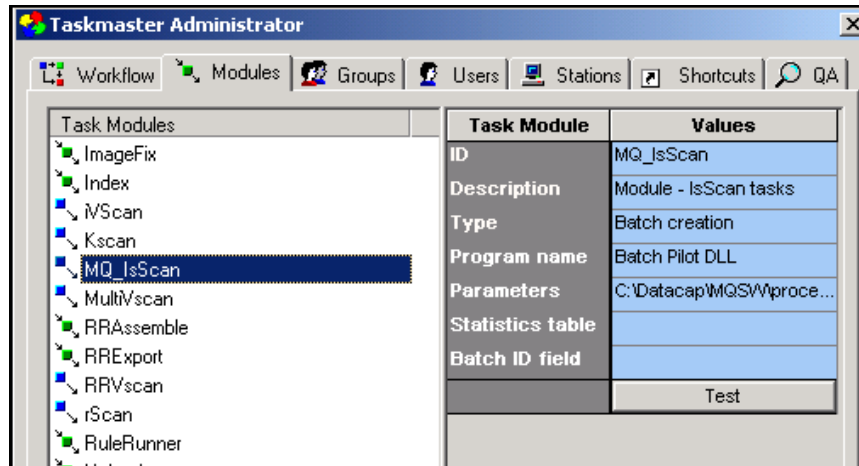 Taskmaster Administrator
Workflow Modules Groups Users Stations Shortcuts QA
Task Modules
ImageFix
Index
iVScan
Kscan
MQ_IsScan
MultiVscan
RRAssemble
RRExport
RRVscan
rScan
RuleRunner
Task Module Values
ID MQ_IsScan
Description Module - IsScan tasks
Type Batch creation
Program name Batch Pilot DLL
Parameters C:\Datacap\MQSW\proce...
Statistics table
Batch ID field
Test